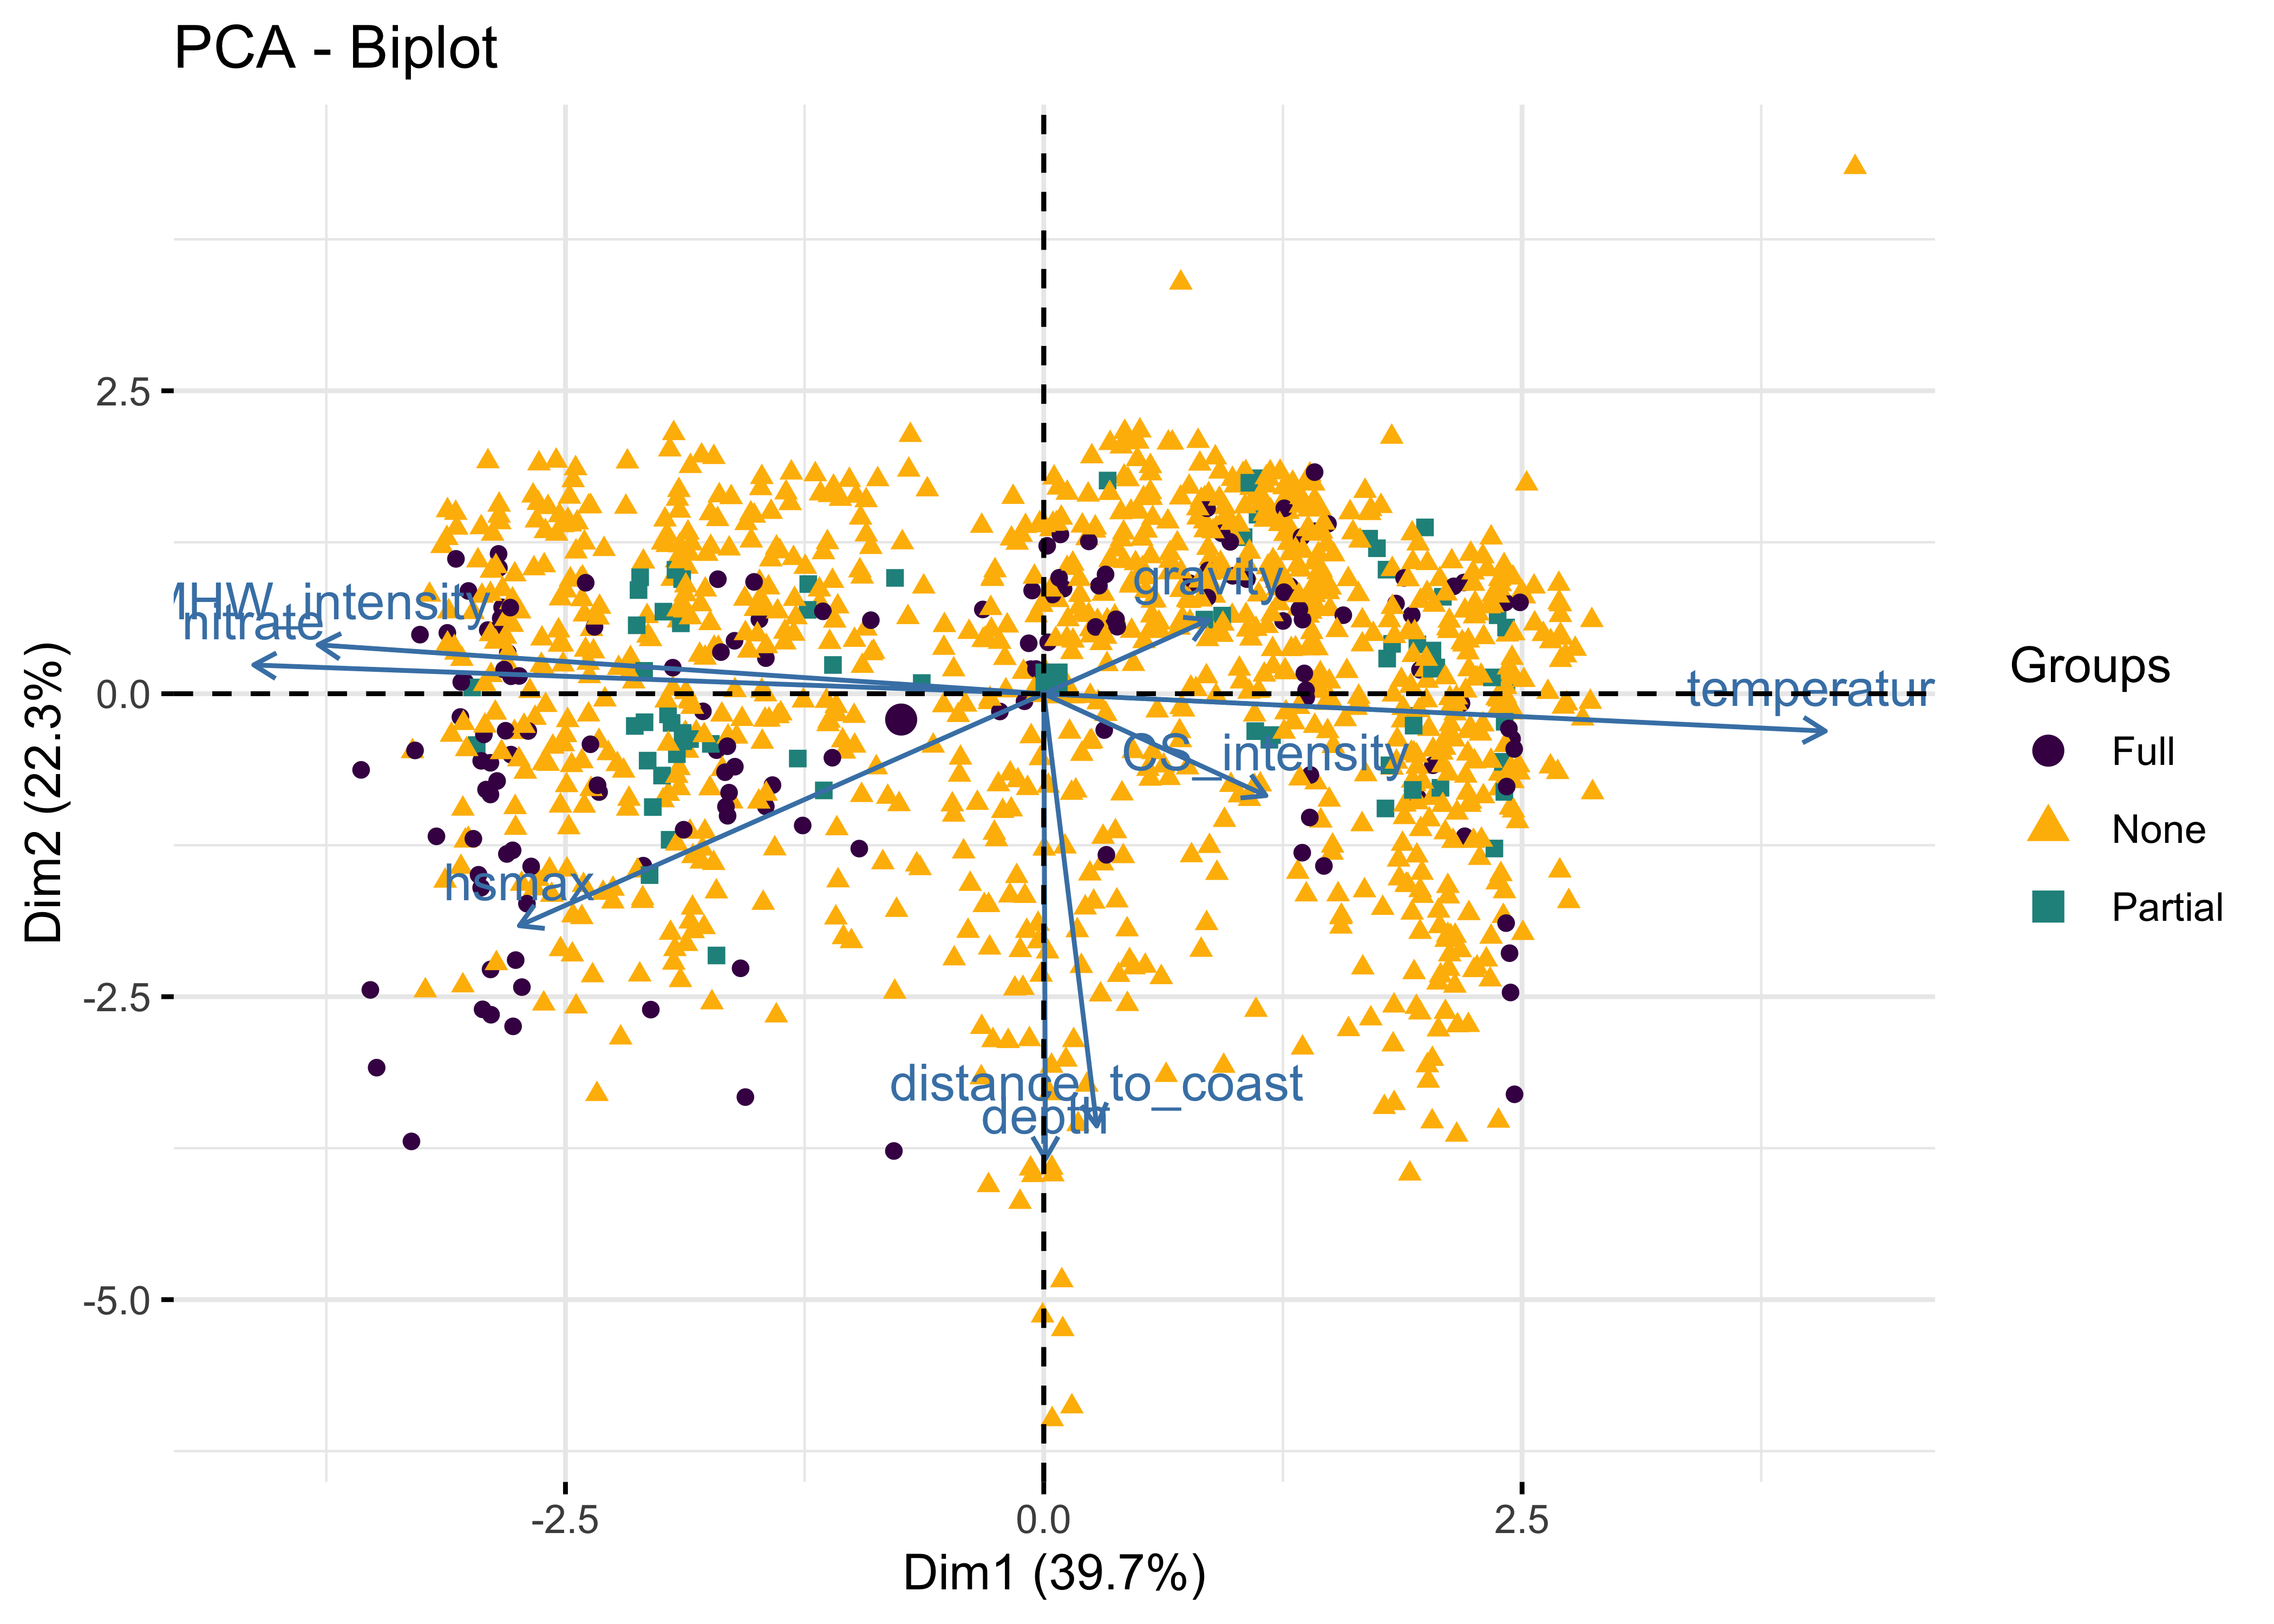 PCA - Biplot
Dim2 (22.3%)
2.5
0.0
-2.5
-5.0
MHW_intensity
nitrate
gravity
temperatur
CS_intensity
hsmax
distance_to_coast
depth
-2.5
0.0
2.5
Dim1 (39.7%)
Groups
Full
None
Partial